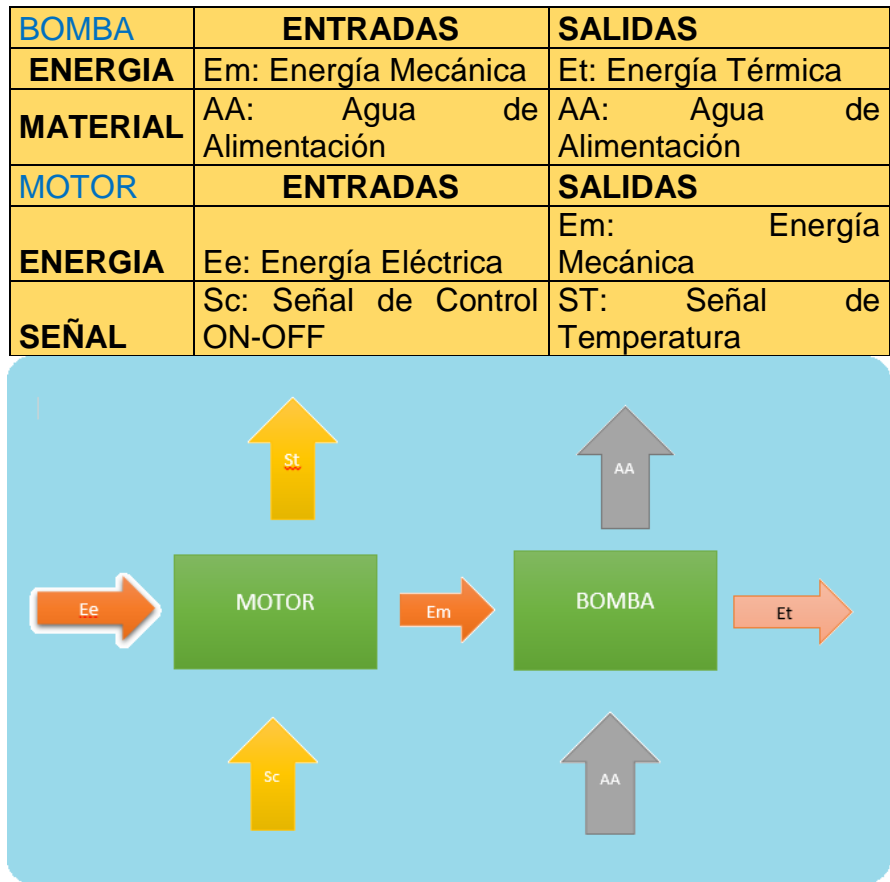 BOMBA ENTRADAS SALIDAS
ENERGIA Em: Energía Mecánica Et: Energía Térmica
MATERIAL AA: Agua de Alimentación AA: Agua de Alimentación
MOTOR ENTRADAS SALIDAS
ENERGIA Ee: Energía Eléctrica Em: Energía Mecánica
SEÑAL Sc: Señal de Control ON-OFF ST: Señal de Temperatura
St AA
Ee MOTOR Em BOMBA Et
Sc AA